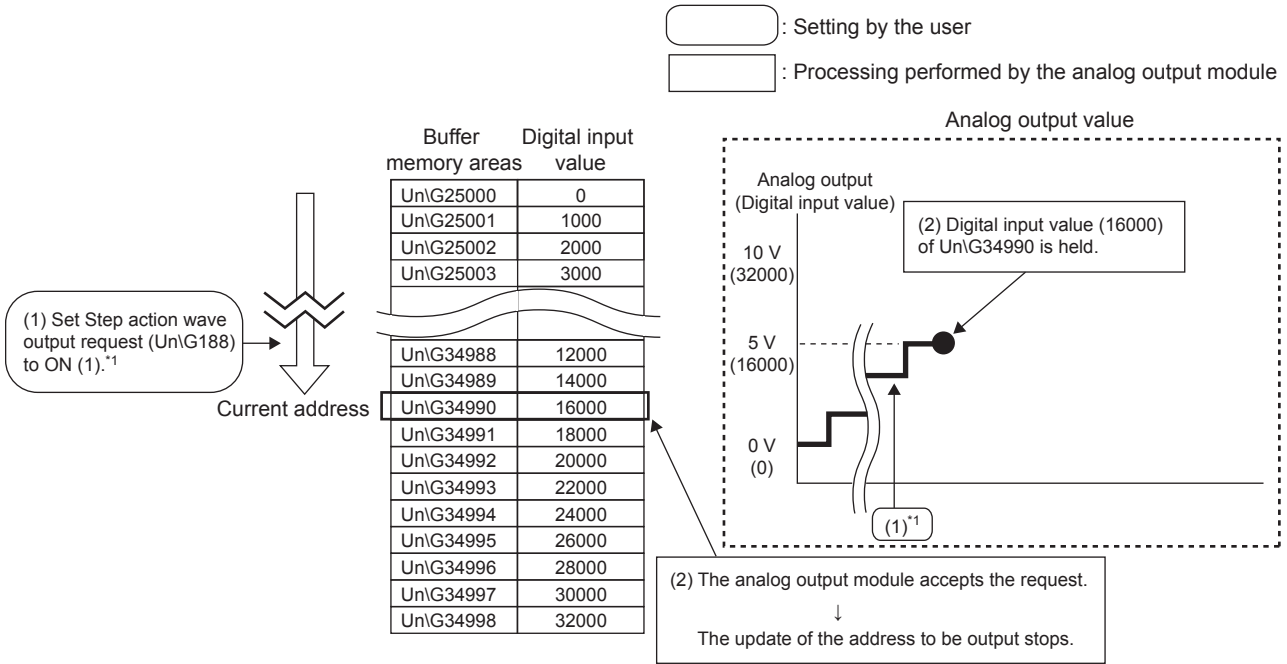 : Setting by the user
: Processing performed by the analog output module
Buffer
memory areas
Digital input
value
Un\G25000 0
Un\G25001 1000
Un\G25002 2000
Un\G25003 3000
Un\G34988 12000
Un\G34989 14000
Un\G34990 16000
Un\G34991 18000
Un\G34992 20000
Un\G34993 22000
Un\G34994 24000
Un\G34995 26000
Un\G34996 28000
Un\G34997 30000
Un\G34998 32000
(1) Set Step action wave
output request (Un\G188)
to ON (1).*1
Current address
Analog output value
Analog output
(Digital input value)
10 V
(32000)
5 V
(16000)
0 V
(0)
(2) Digital input value (16000)
of Un\G34990 is held.
(1)*1
(2) The analog output module accepts the request.
↓
The update of the address to be output stops.